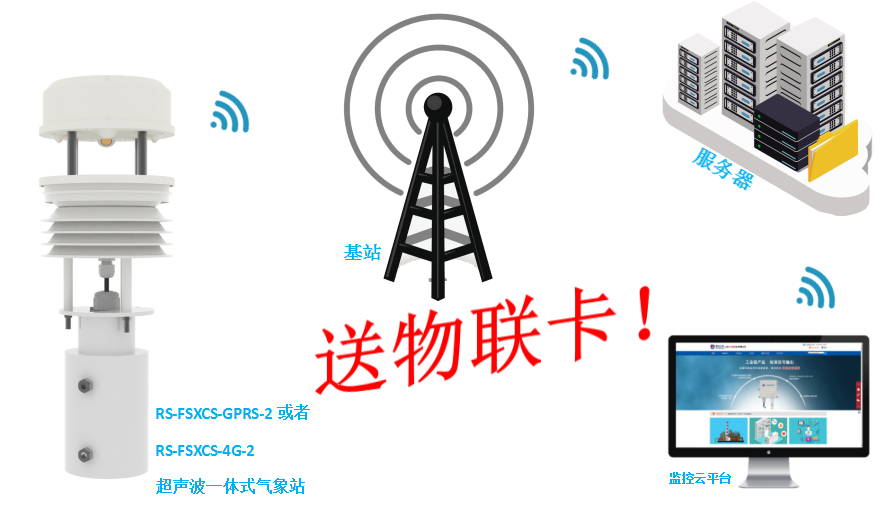 服务器
基站
送物联卡！
RS-FSXCS-GPRS-2 或者
RS-FSXCS-4G-2
超声波一体式气象站
监控云平台